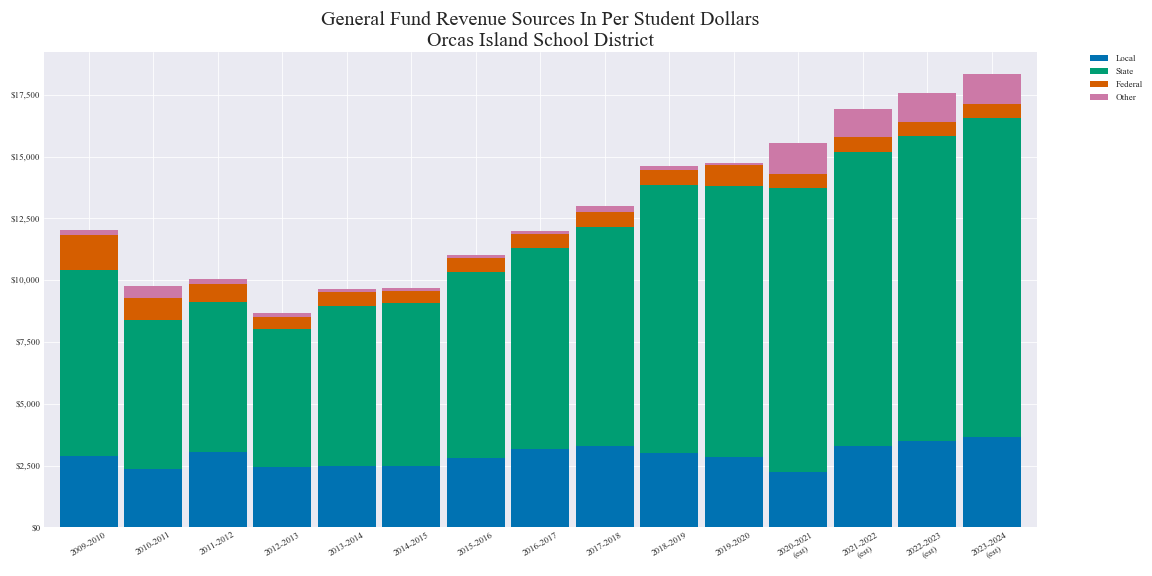 General Fund Revenue Sources In Per Student Dollars
Orcas Island School District
Local
State
Federal
Other
$17,500
$15,000
$12,500
$10,000
$7,500
$5,000
$2,500
$0
2009-2010
2010-2011
2011-2012
2012-2013
2013-2014
2014-2015
2015-2016
2016-2017
2017-2018
2018-2019
2019-2020
2020-2021
(est)
2021-2022
(est)
2022-2023
(est)
2023-2024
(est)